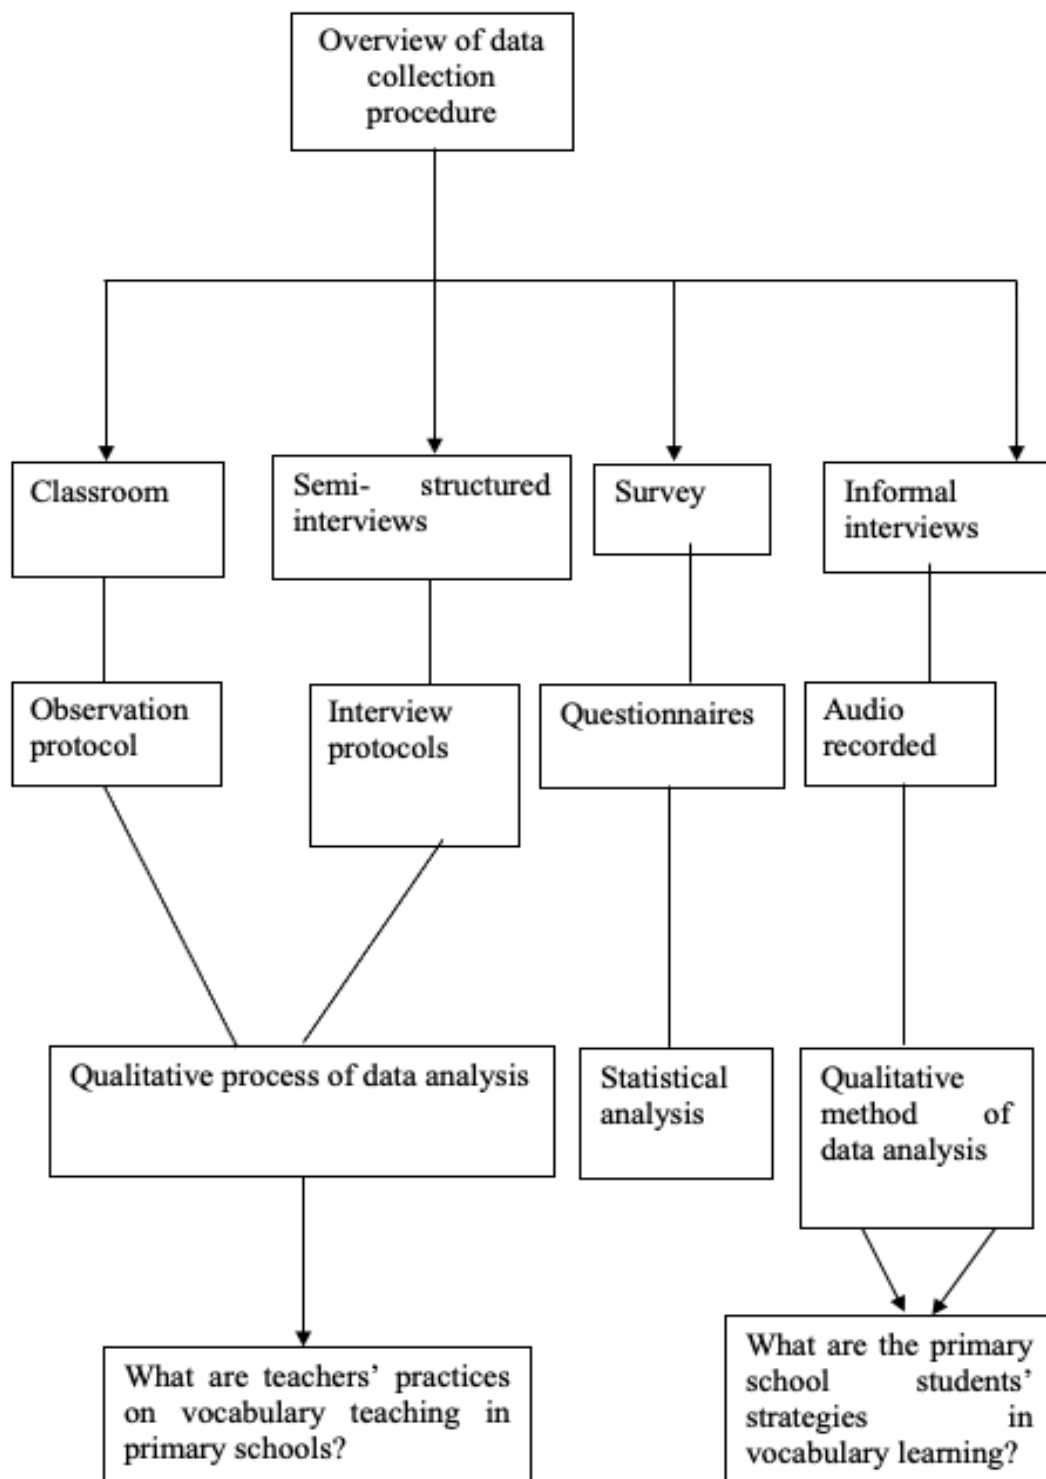 Overview of data
collection
procedure
Classroom
Semi- structured
interviews
Survey
Informal
interviews
Observation
protocol
Interview
protocols
Questionnaires
Audio
recorded
Qualitative process of data analysis
Statistical
analysis
Qualitative
method of
data analysis
What are teachers’ practices
on vocabulary teaching in
primary schools?
What are the primary
school students’
strategies in
vocabulary learning?